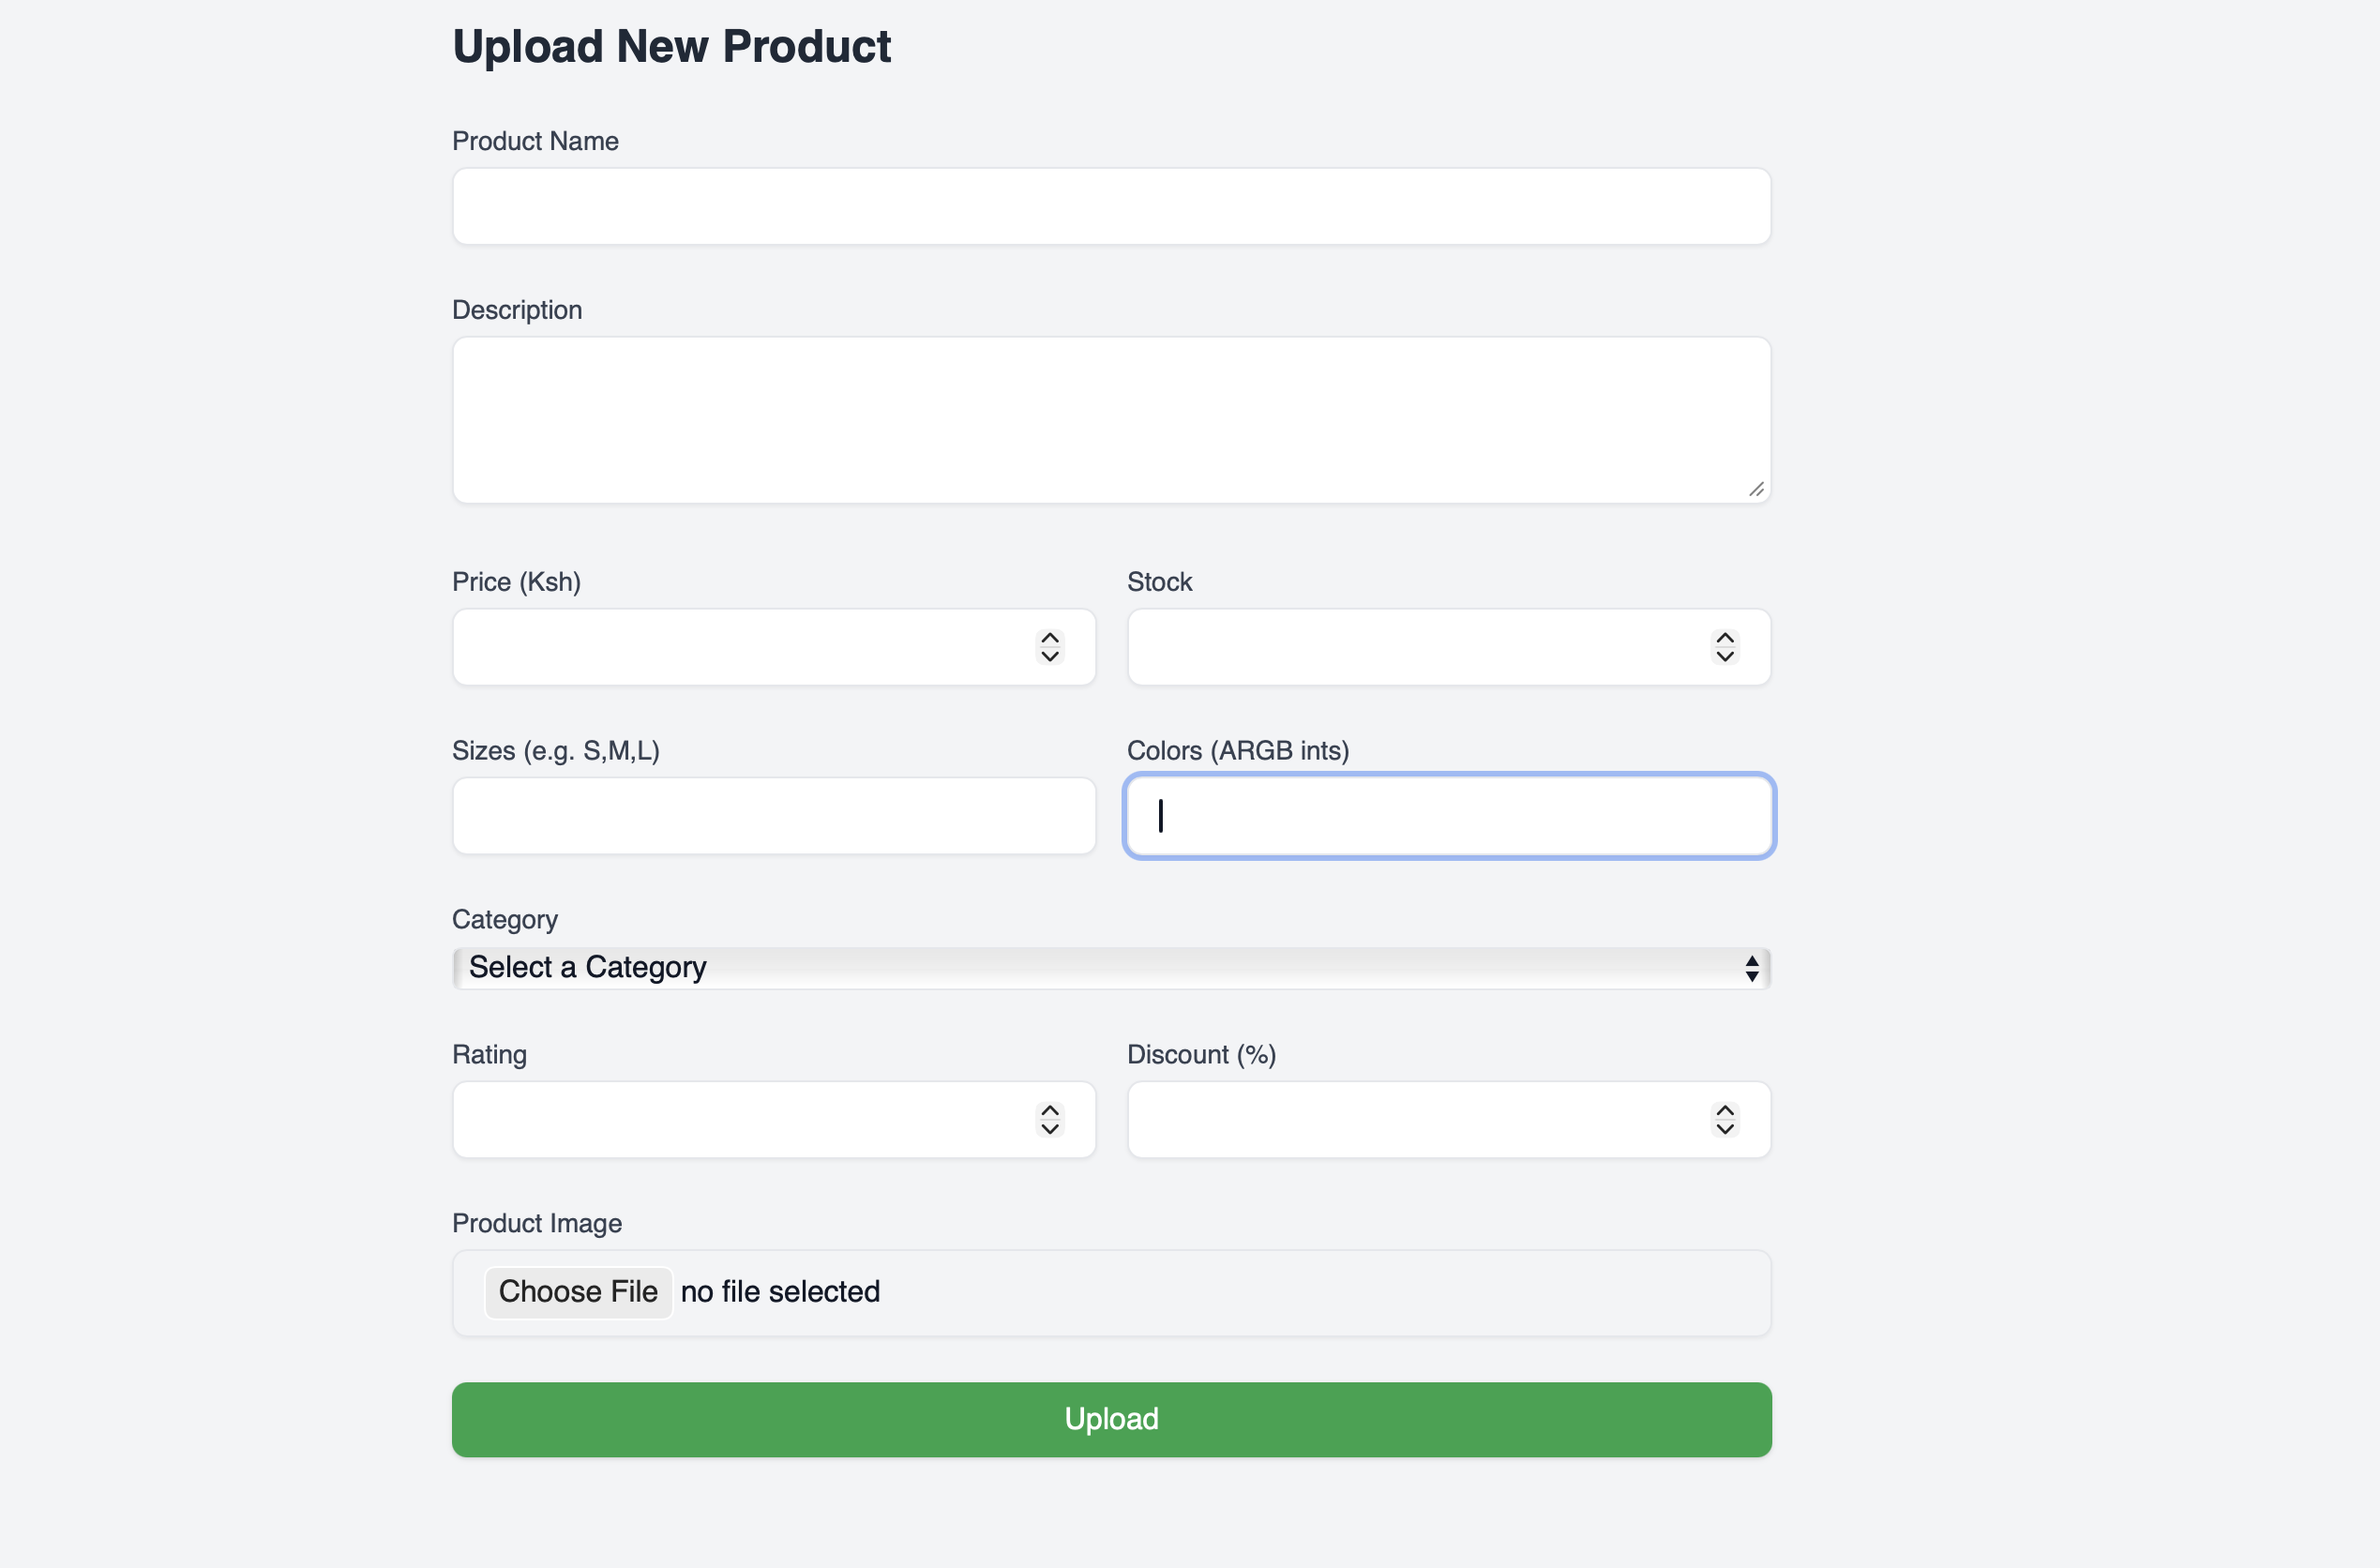 Upload New Product
Product Name
Description
Price (Ksh)
Stock
Sizes (e.g. S,M,L)
Colors (ARGB ints)
Category
Select a Category
Rating
Discount (%)
Product Image
Choose File no file selected
Upload